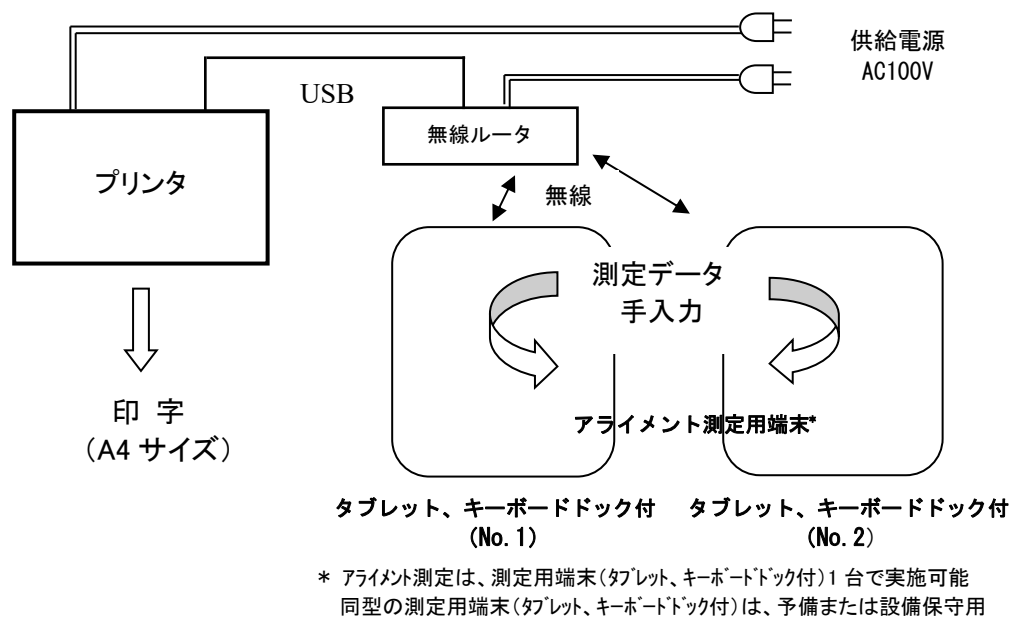 供給電源
AC100V
USB
無線ルータ
プリンタ
無線
測定データ
手入力
印 字
（A4 サイズ）
アライメント測定用端末*
タブレット、キーボードドック付
(No.1)
タブレット、キーボードドック付
(No.2)
* ｱﾗｲﾒﾝﾄ測定は、測定用端末（ﾀﾌﾞﾚｯﾄ、ｷｰﾎﾞｰﾄﾞﾄﾞｯｸ付）1 台で実施可能
同型の測定用端末（ﾀﾌﾞﾚｯﾄ、ｷｰﾎﾞｰﾄﾞﾄﾞｯｸ付）は、予備または設備保守用